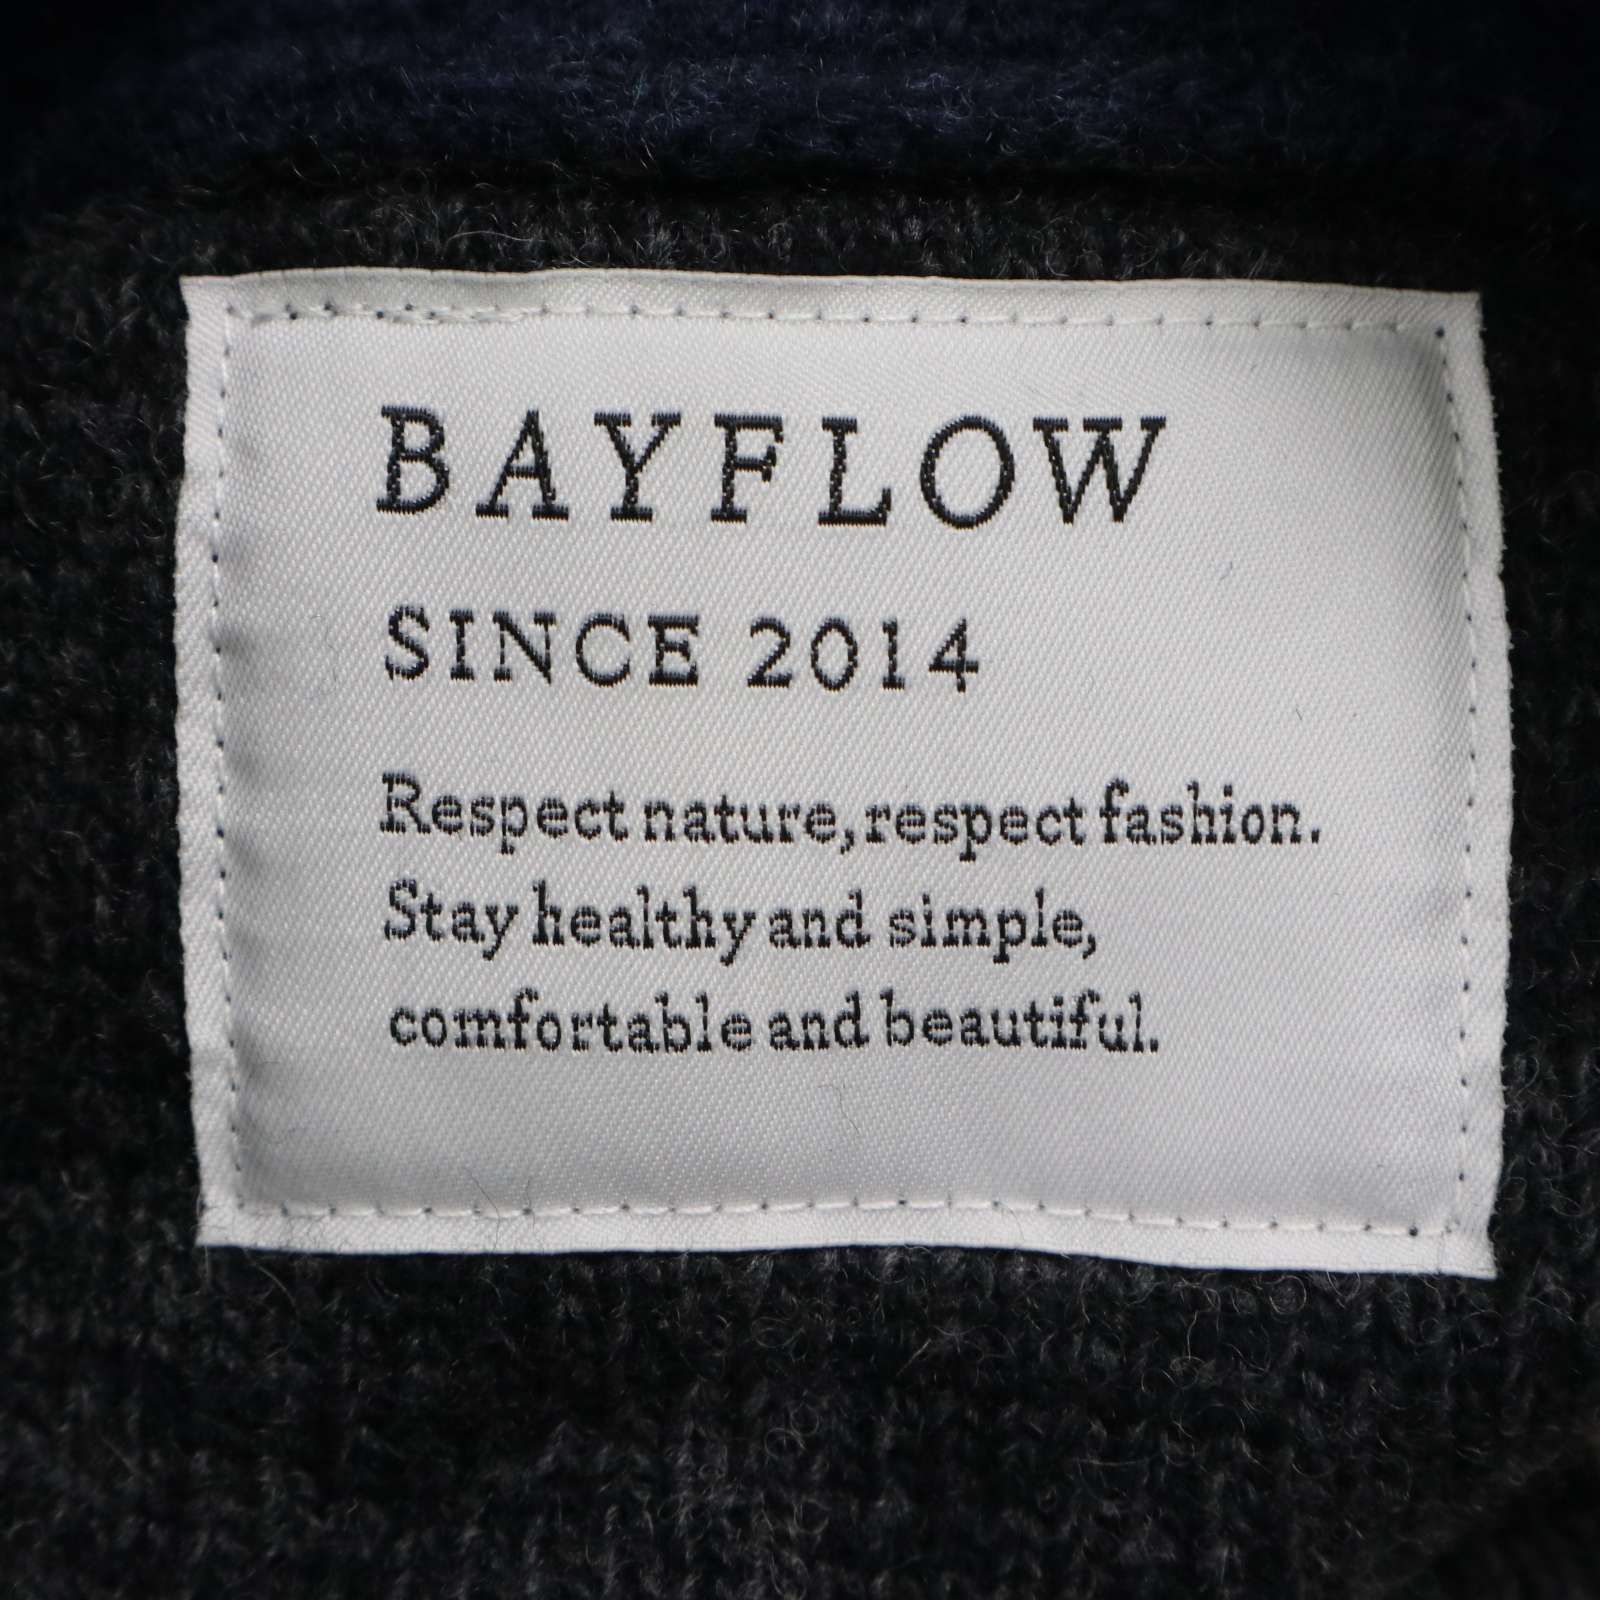 BAYFLOW
SINCE 2014
Respect nature, respect fashion.
Stay healthy and simple,
comfortable and beautiful.